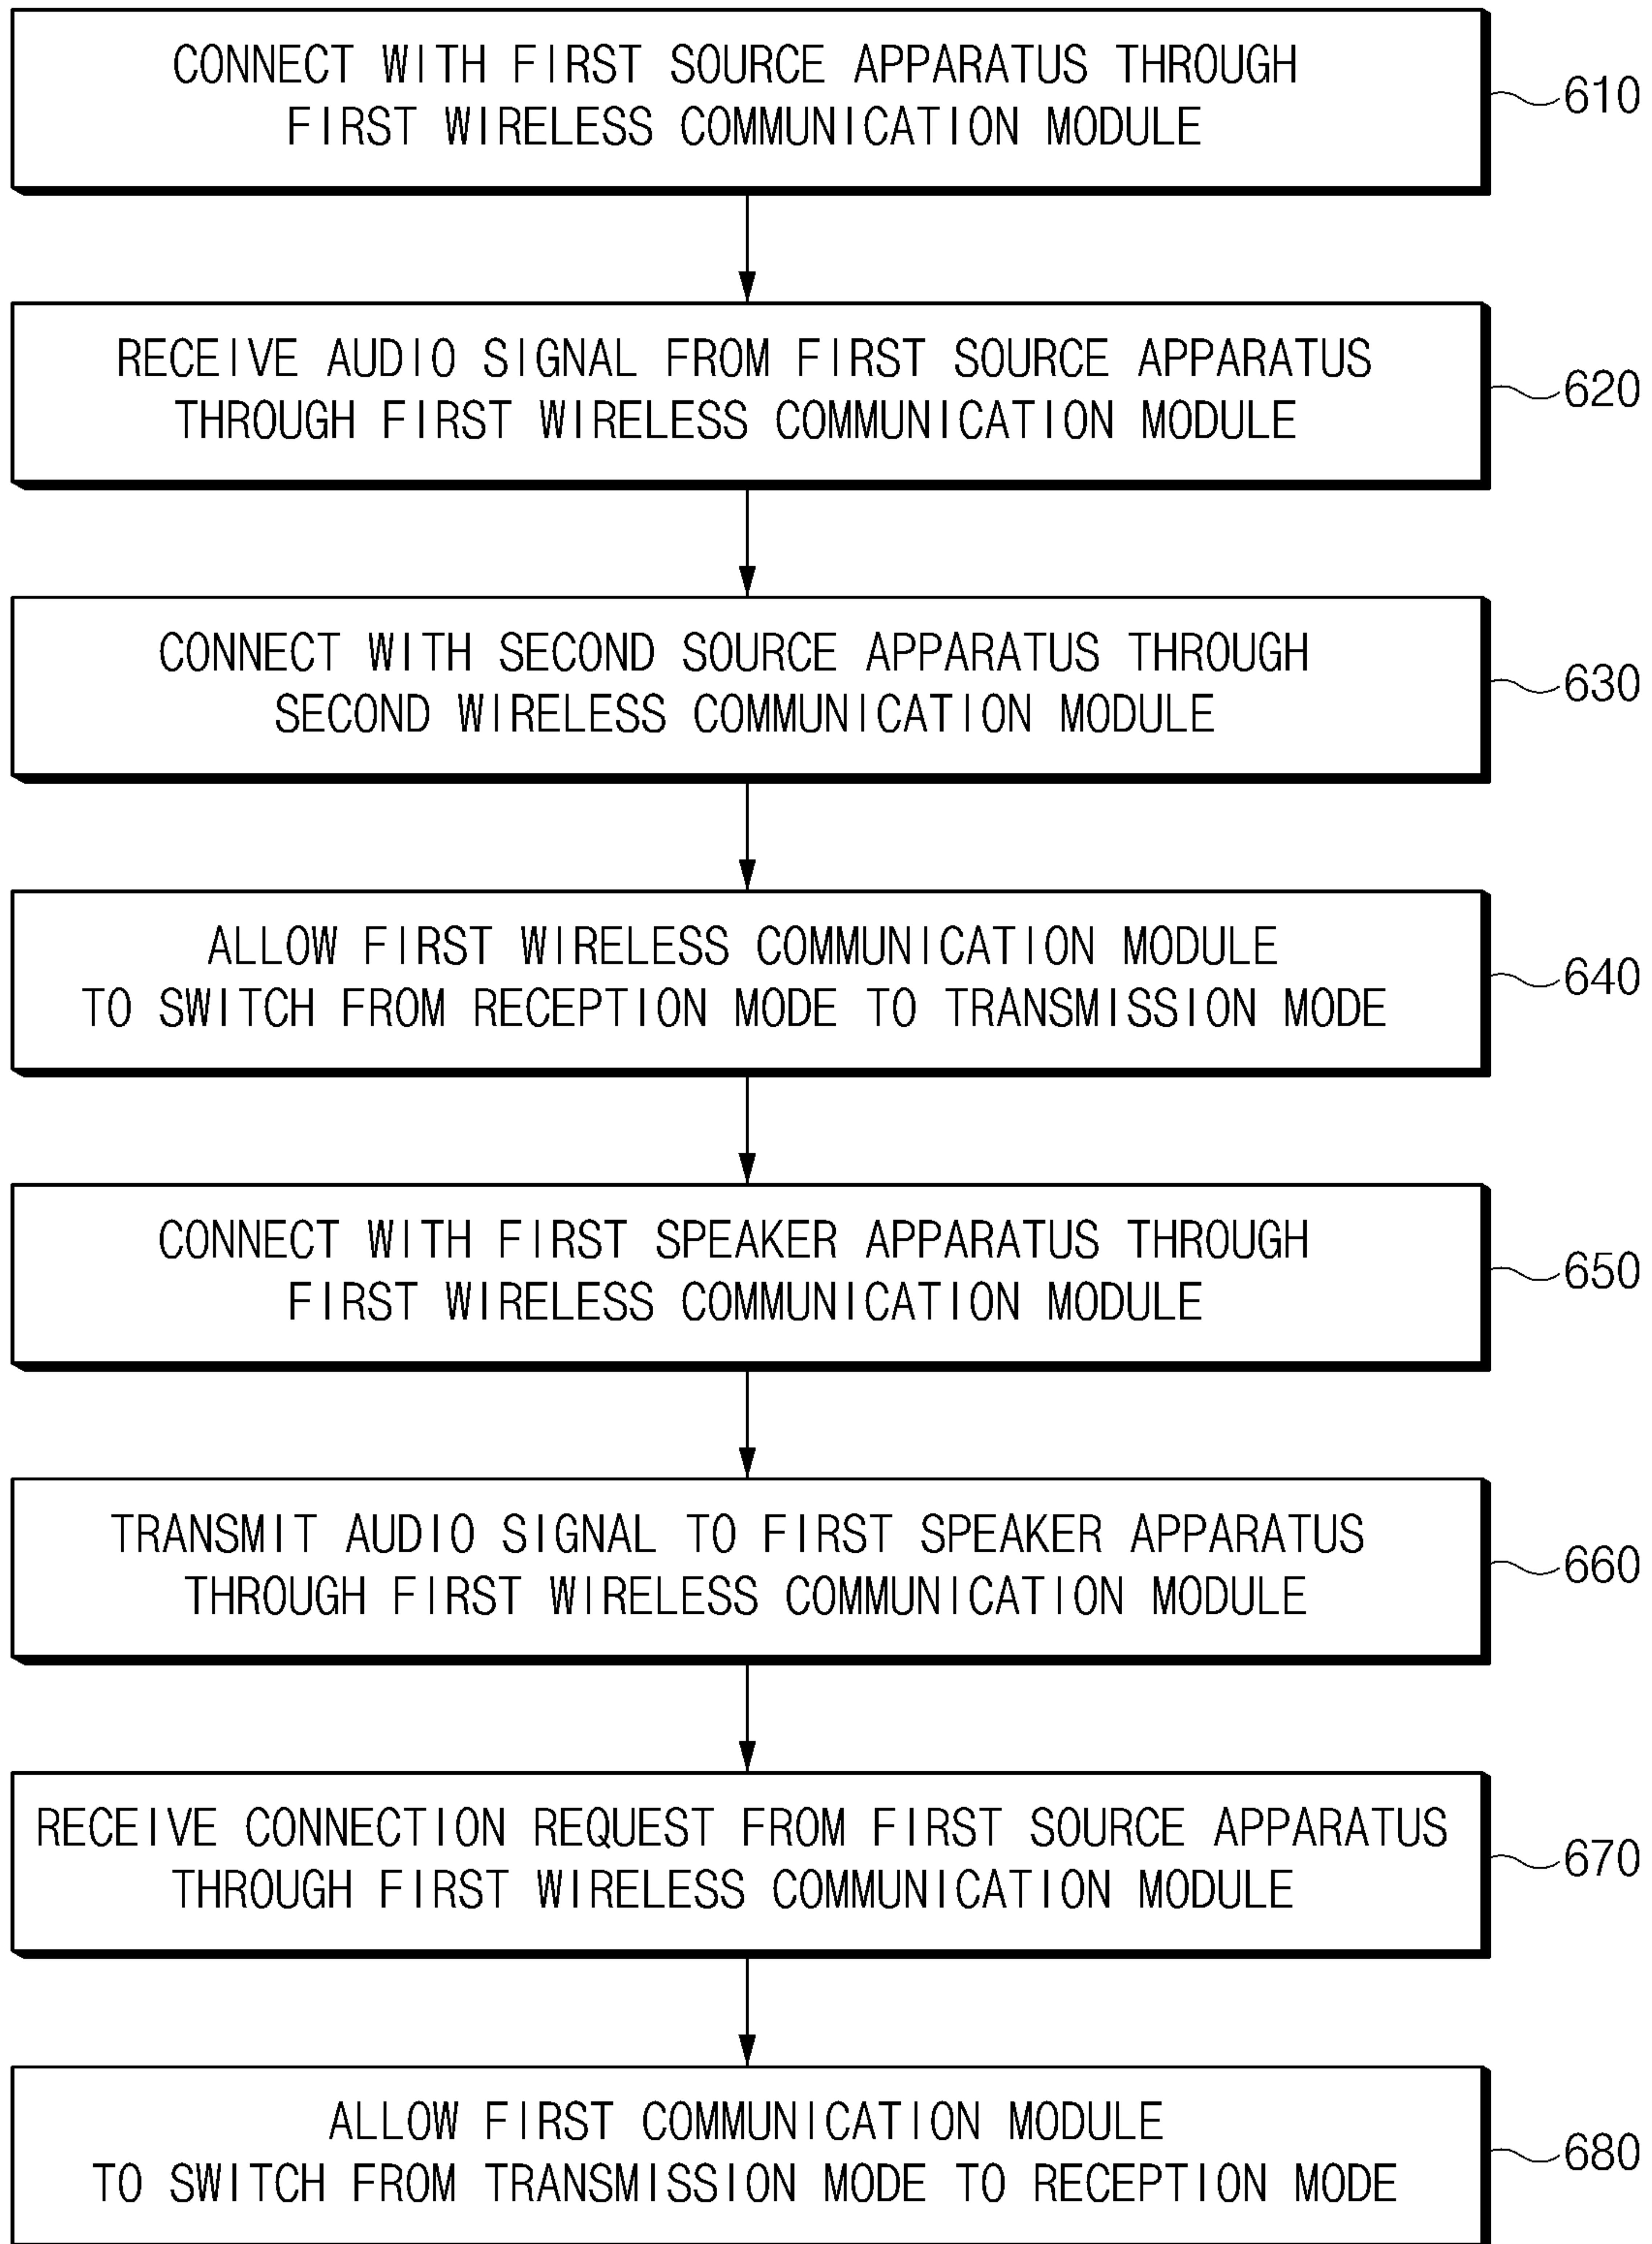 CONNECT WITH FIRST SOURCE APPARATUS THROUGH
FIRST WIRELESS COMMUNICATION MODULE
610
RECEIVE AUDIO SIGNAL FROM FIRST SOURCE APPARATUS
THROUGH FIRST WIRELESS COMMUNICATION MODULE
620
CONNECT WITH SECOND SOURCE APPARATUS THROUGH
SECOND WIRELESS COMMUNICATION MODULE
630
ALLOW FIRST WIRELESS COMMUNICATION MODULE
TO SWITCH FROM RECEPTION MODE TO TRANSMISSION MODE
640
CONNECT WITH FIRST SPEAKER APPARATUS THROUGH
FIRST WIRELESS COMMUNICATION MODULE
650
TRANSMIT AUDIO SIGNAL TO FIRST SPEAKER APPARATUS
THROUGH FIRST WIRELESS COMMUNICATION MODULE
660
RECEIVE CONNECTION REQUEST FROM FIRST SOURCE APPARATUS
THROUGH FIRST WIRELESS COMMUNICATION MODULE
670
ALLOW FIRST COMMUNICATION MODULE
TO SWITCH FROM TRANSMISSION MODE TO RECEPTION MODE
680